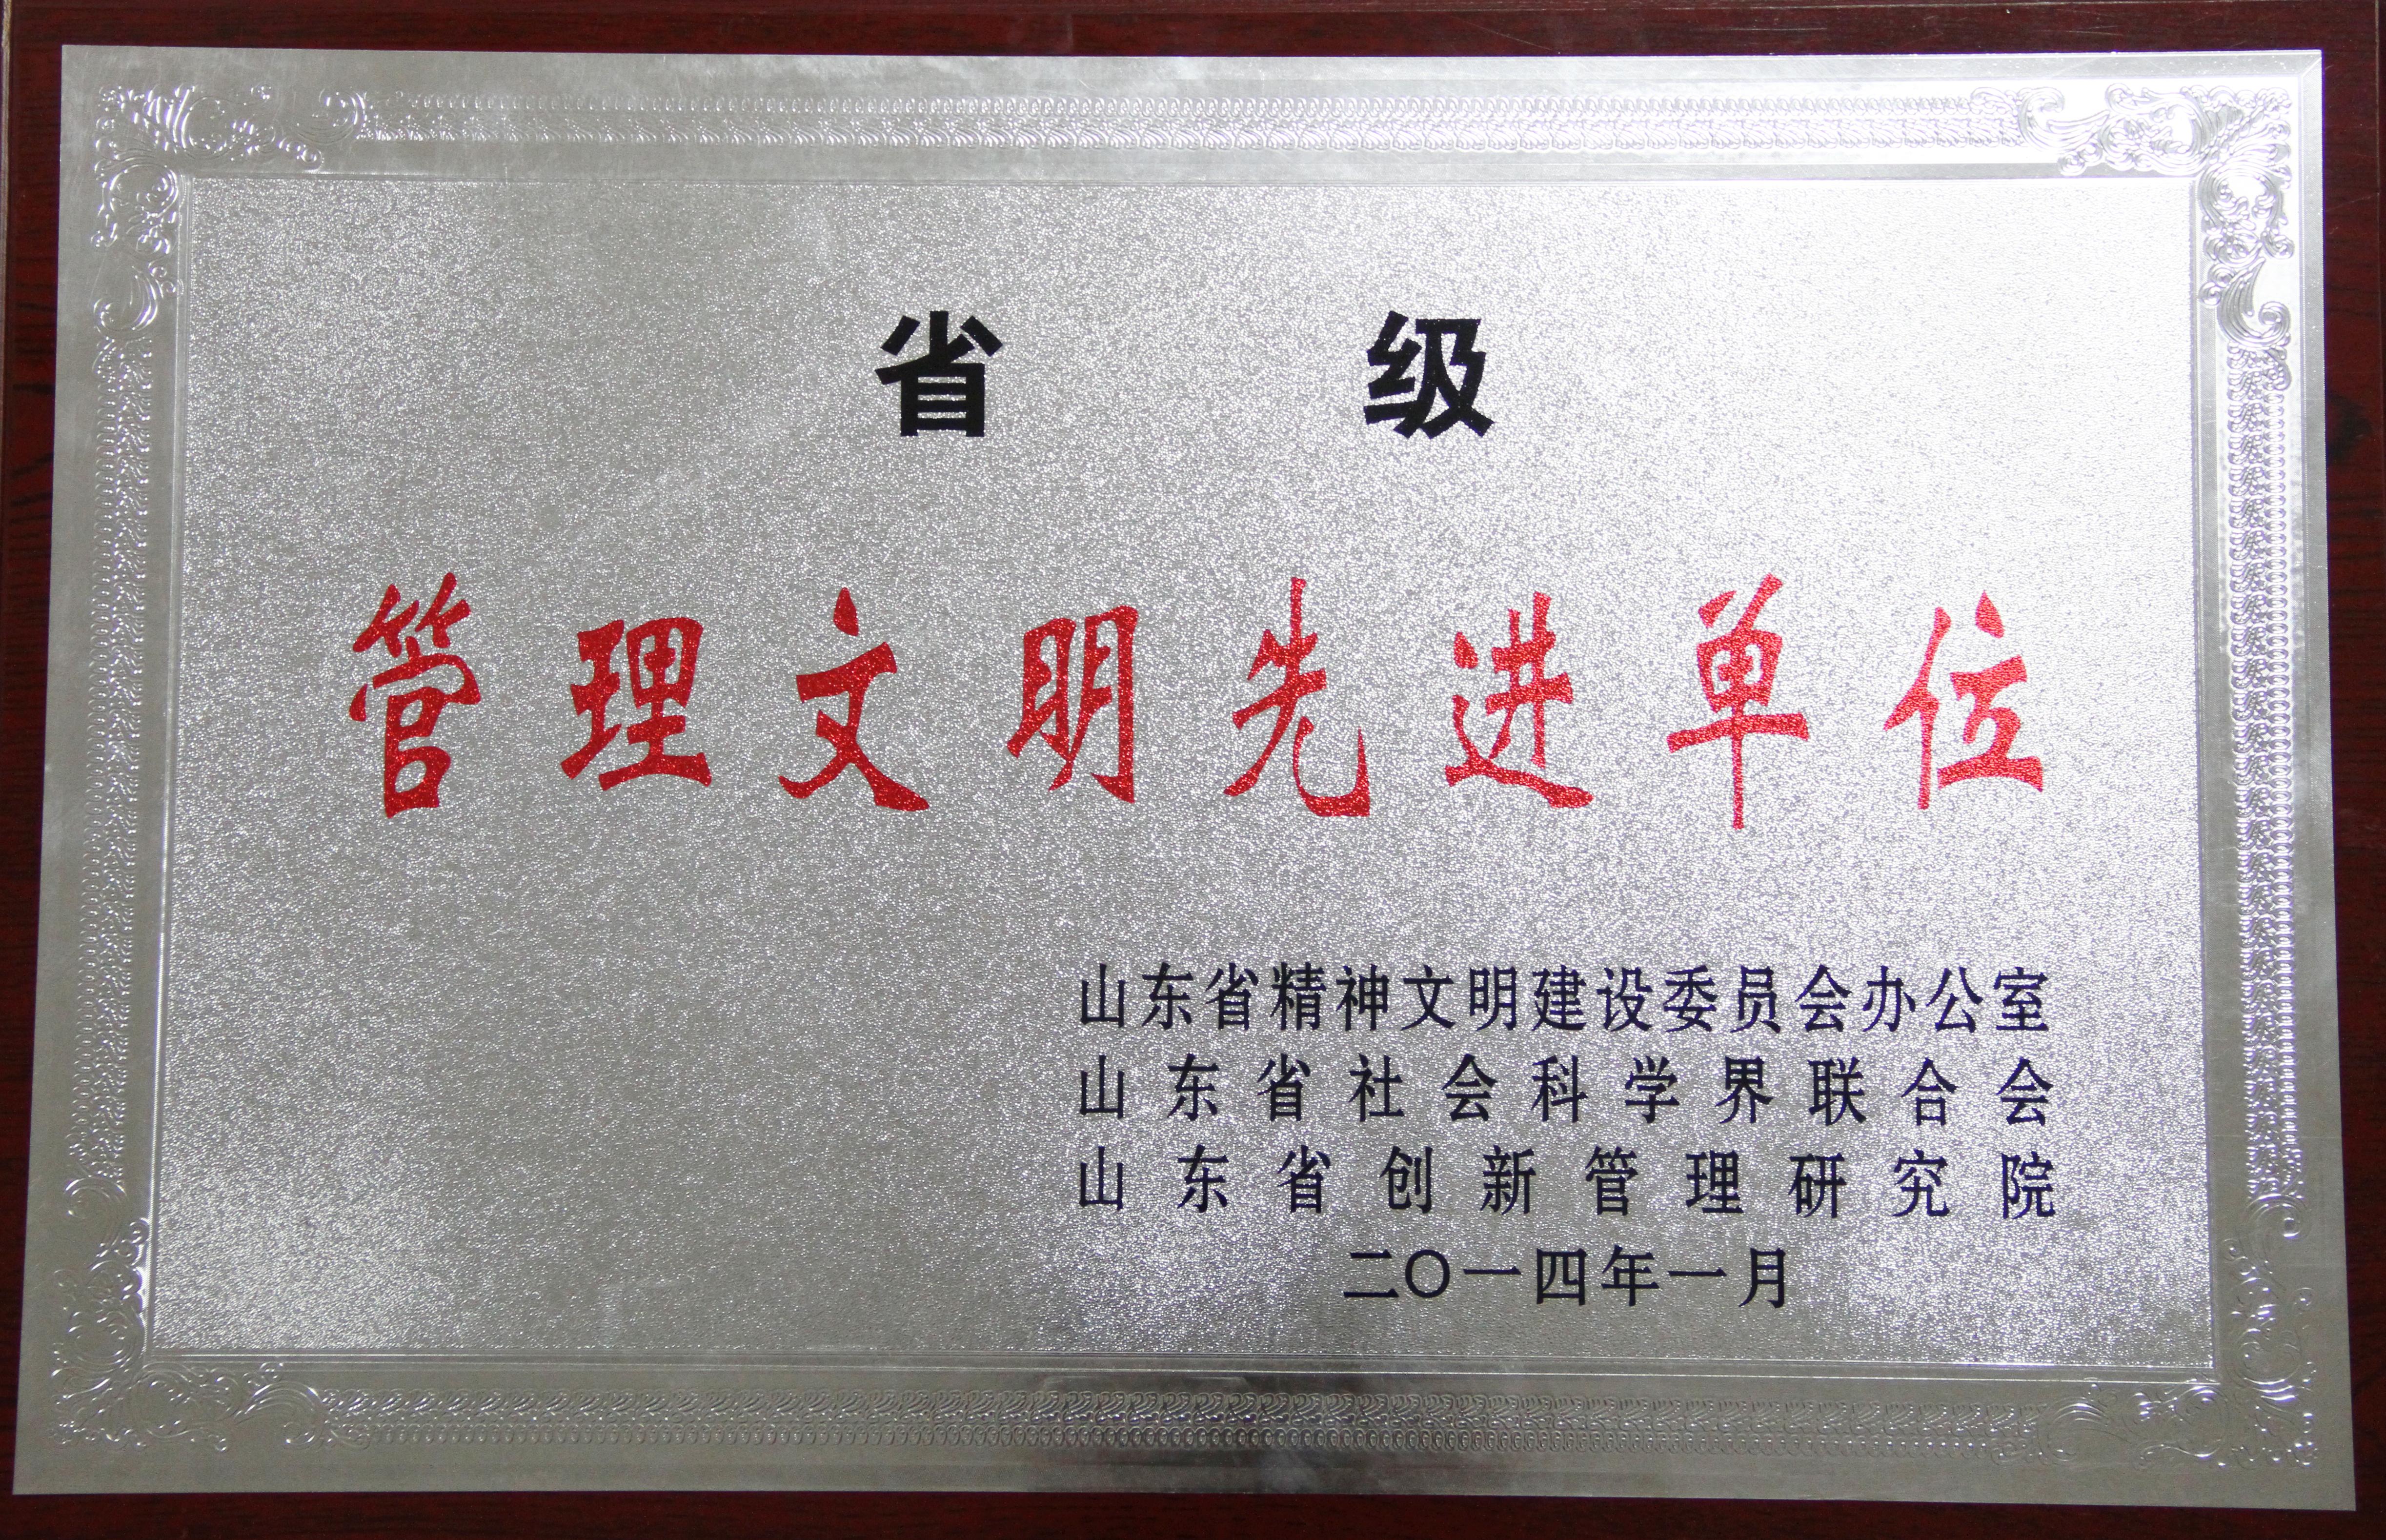 省级
管理文明先进单位
山东省精神文明建设委员会办公室
山东省社会科学界联合会
山东省创新管理研究院
二〇一四年一月